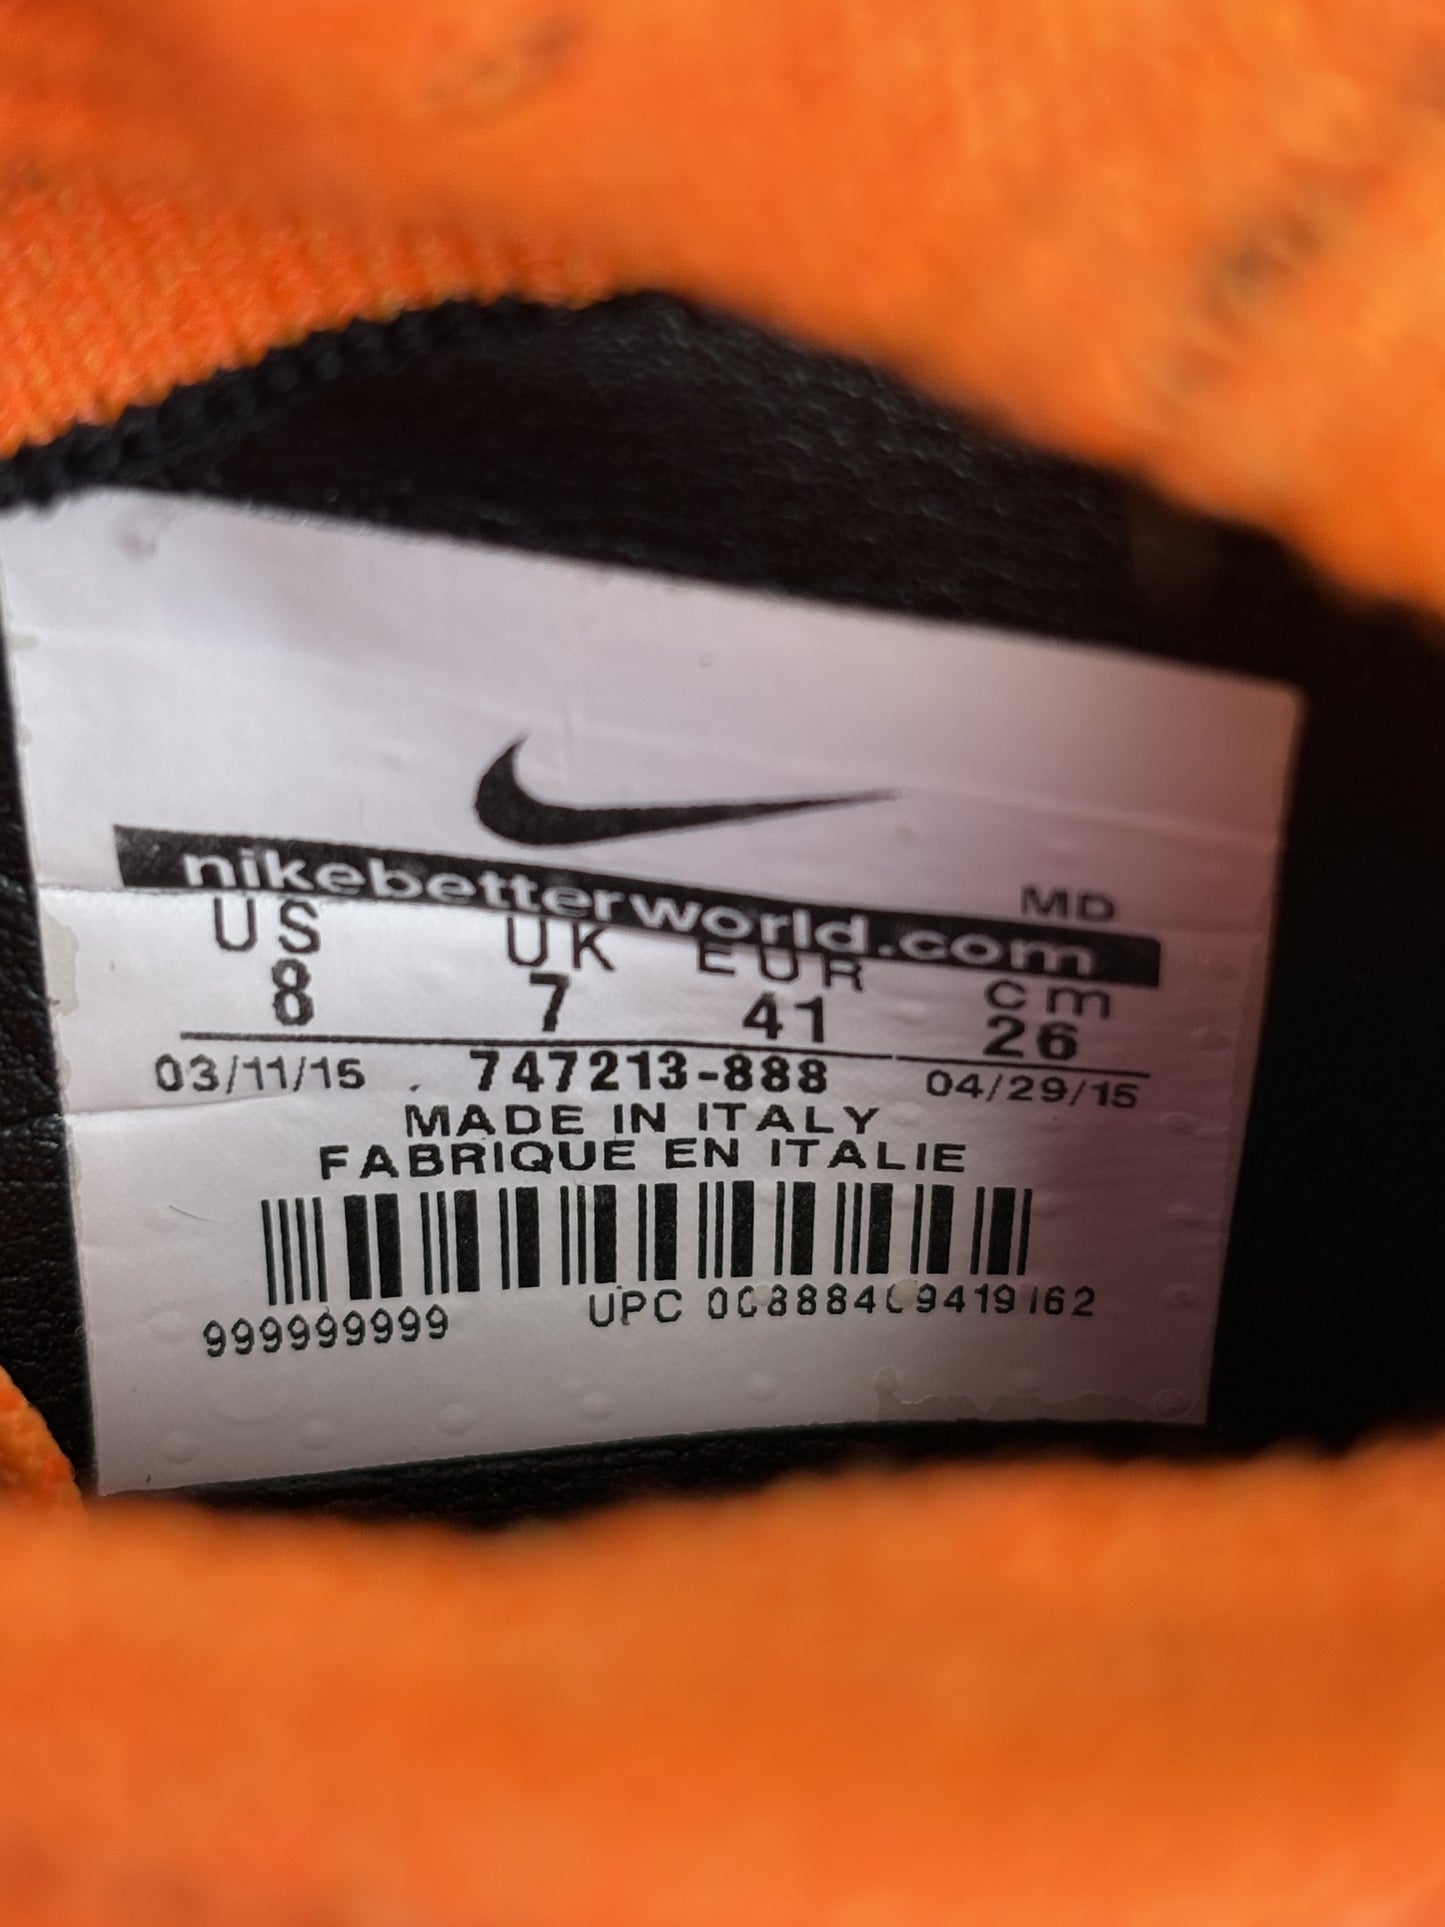 nikebetterworld.com
MD
US UK EUR cm
8 7 41 26
03/11/15 747213-888 04/29/15
MADE IN ITALY
FABRIQUE EN ITALIE
999999999 UPC